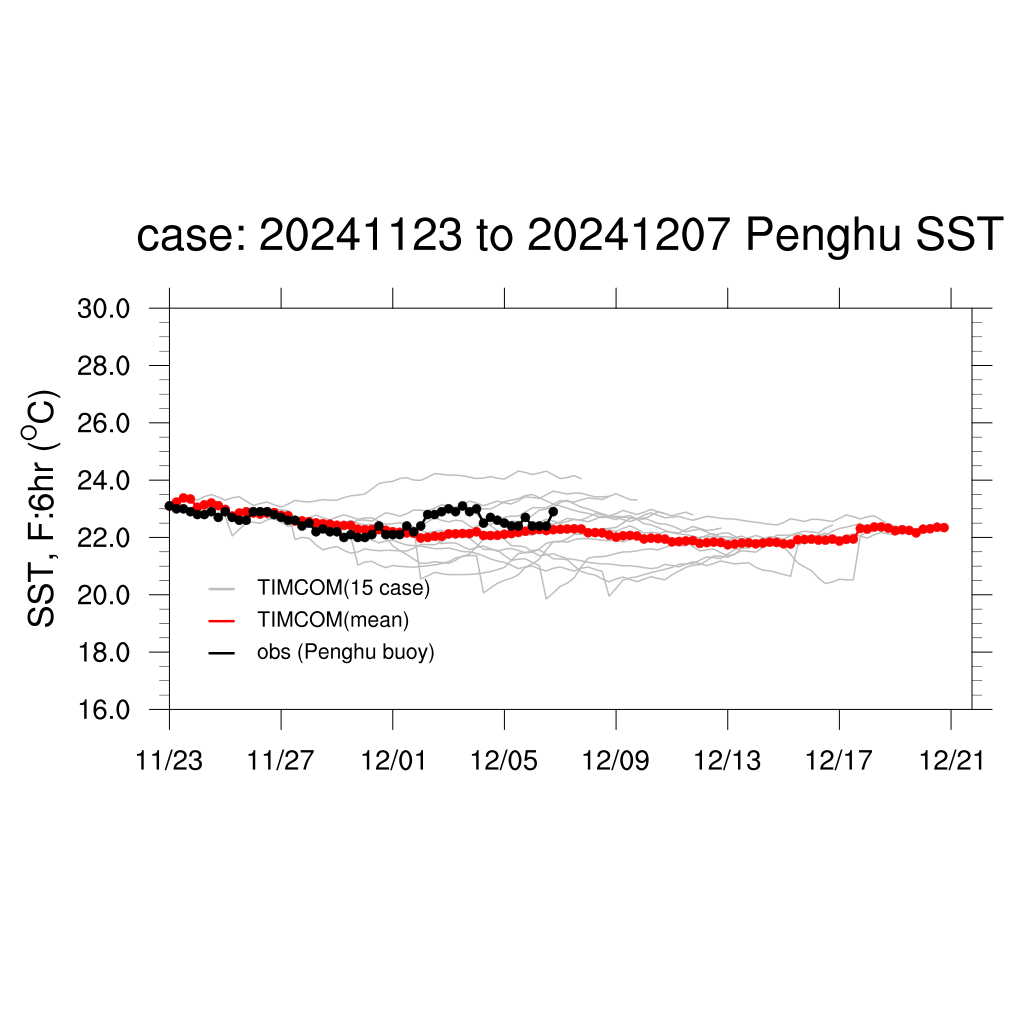 case: 20241123 to 20241207 Penghu SST
30.0
28.0
26.0
24.0
22.0
20.0
18.0
16.0
SST, F:6hr (°C)
TIMCOM(15 case)
TIMCOM(mean)
obs (Penghu buoy)
11/23 11/27 12/01 12/05 12/09 12/13 12/17 12/21